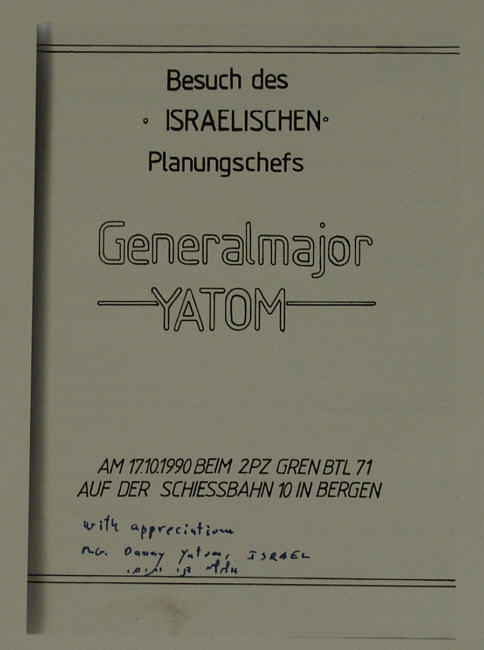 Besuch des
ISRAELISCHEN
Planungschefs
Generalmajor
YATOM
AM 17.10.1990 BEIM 2PZ GREN BTL 71
AUF DER SCHIESSBAHN 10 IN BERGEN
with appreciation
M.G. Danny Yatom, ISRAEL